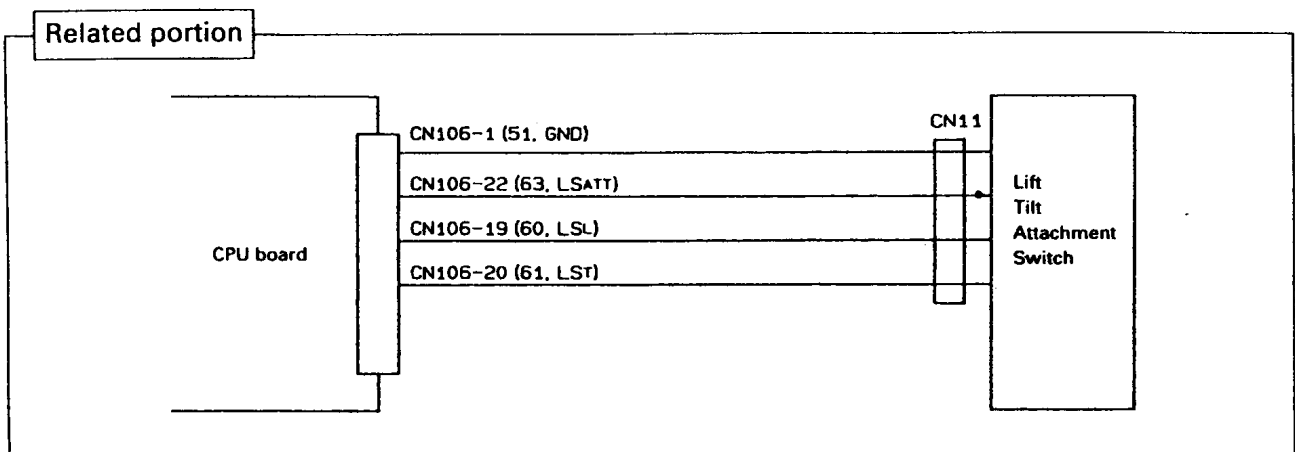 Related portion
CN106-1 (51, GND)
CN11
CN106-22 (63, LSATT)
CN106-19 (60, LSL)
CN106-20 (61, LST)
CPU board
Lift
Tilt
Attachment
Switch